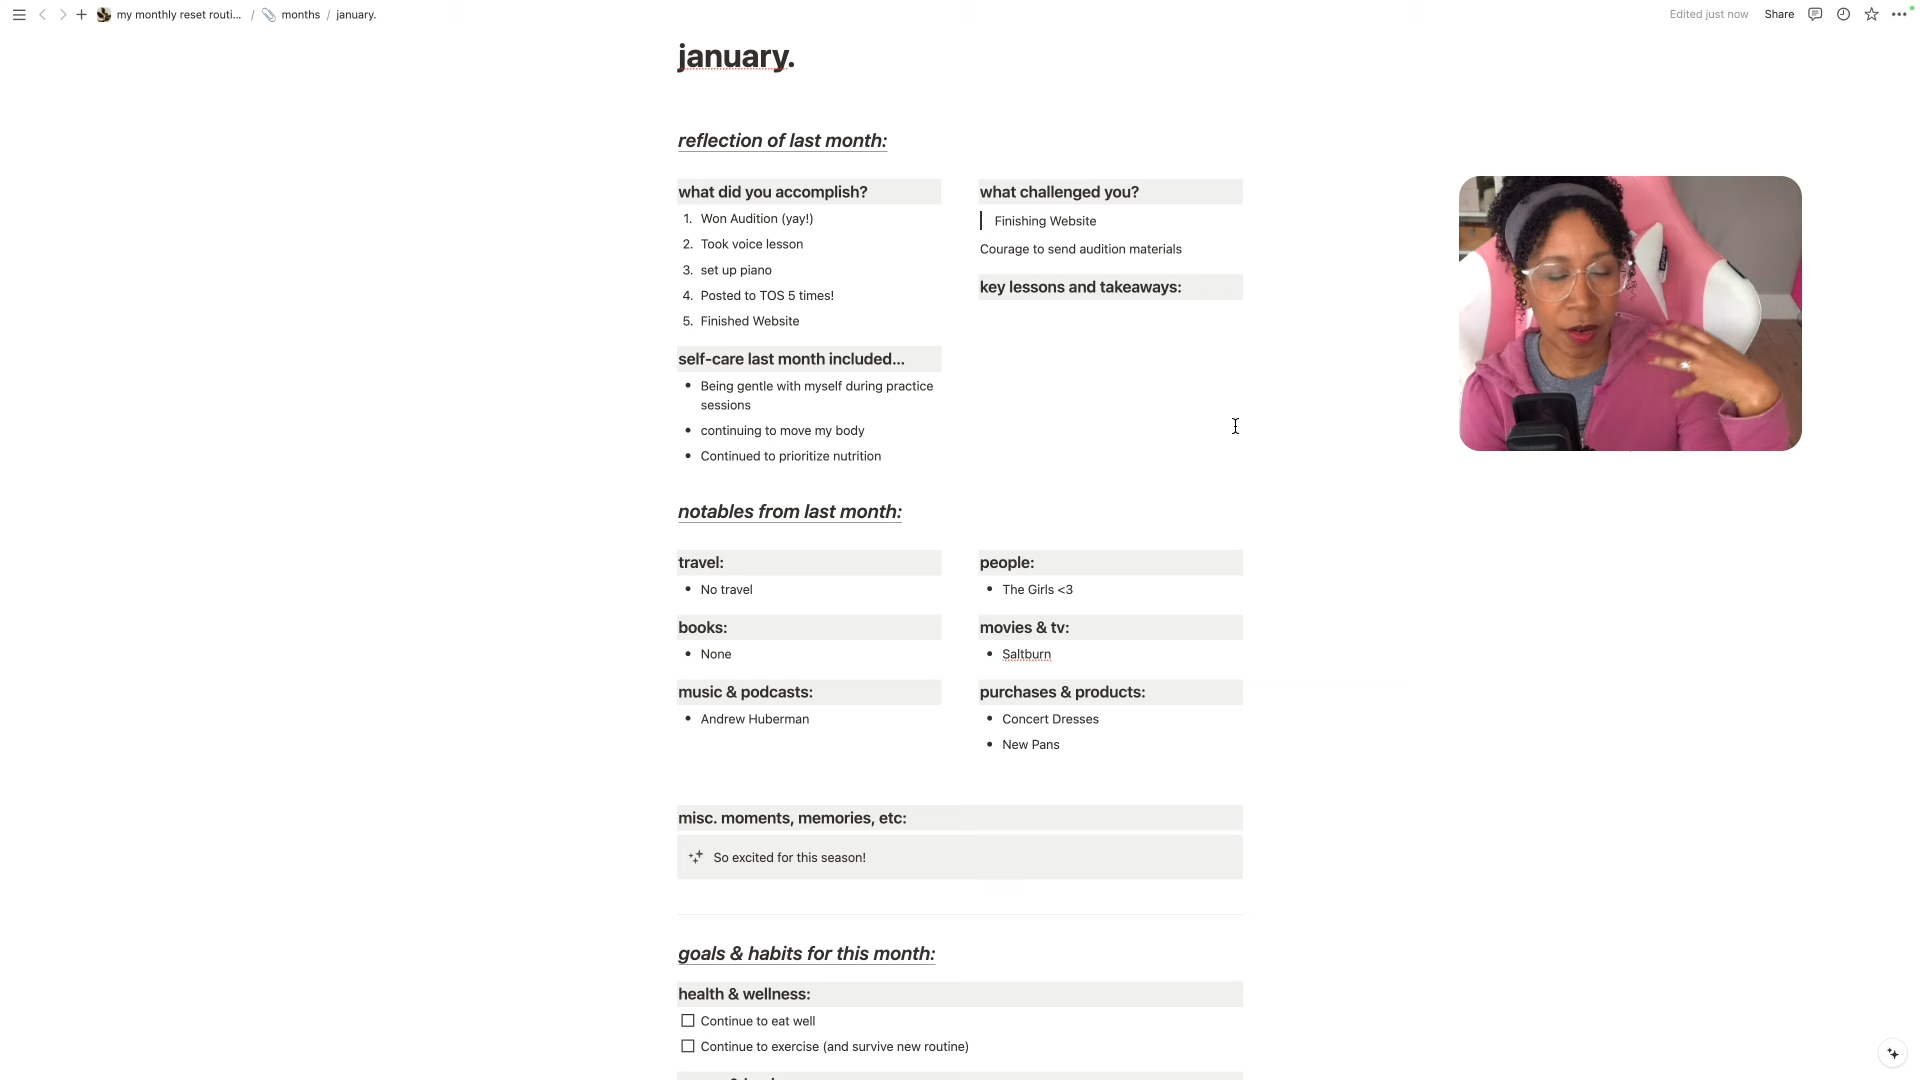 my monthly reset routi... / months / january.
Edited just now Share
january.
reflection of last month:
what did you accomplish?
1. Won Audition (yay!)
2. Took voice lesson
3. set up piano
4. Posted to TOS 5 times!
5. Finished Website
self-care last month included...
• Being gentle with myself during practice
sessions
• continuing to move my body
• Continued to prioritize nutrition
what challenged you?
Finishing Website
Courage to send audition materials
key lessons and takeaways:
notables from last month:
travel:
• No travel
books:
• None
music & podcasts:
• Andrew Huberman
people:
• The Girls <3
movies & tv:
• Saltburn
purchases & products:
• Concert Dresses
• New Pans
misc. moments, memories, etc:
So excited for this season!
goals & habits for this month:
health & wellness:
Continue to eat well
Continue to exercise (and survive new routine)